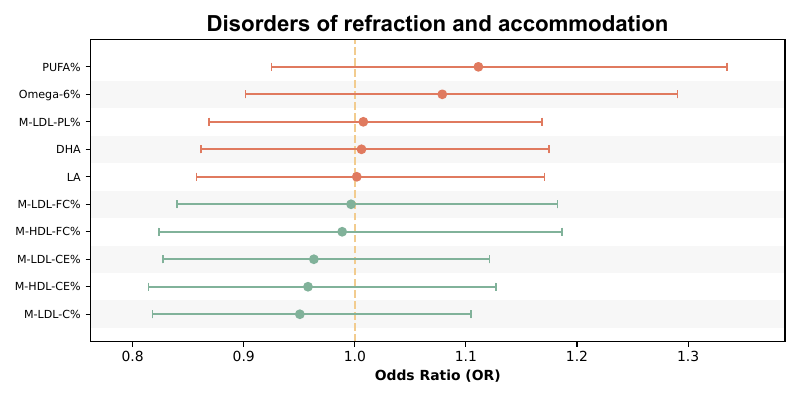 Disorders of refraction and accommodation
PUFA%
Omega-6%
M-LDL-PL%
DHA
LA
M-LDL-FC%
M-HDL-FC%
M-LDL-CE%
M-HDL-CE%
M-LDL-C%
0.8 0.9 1.0 1.1 1.2 1.3
Odds Ratio (OR)